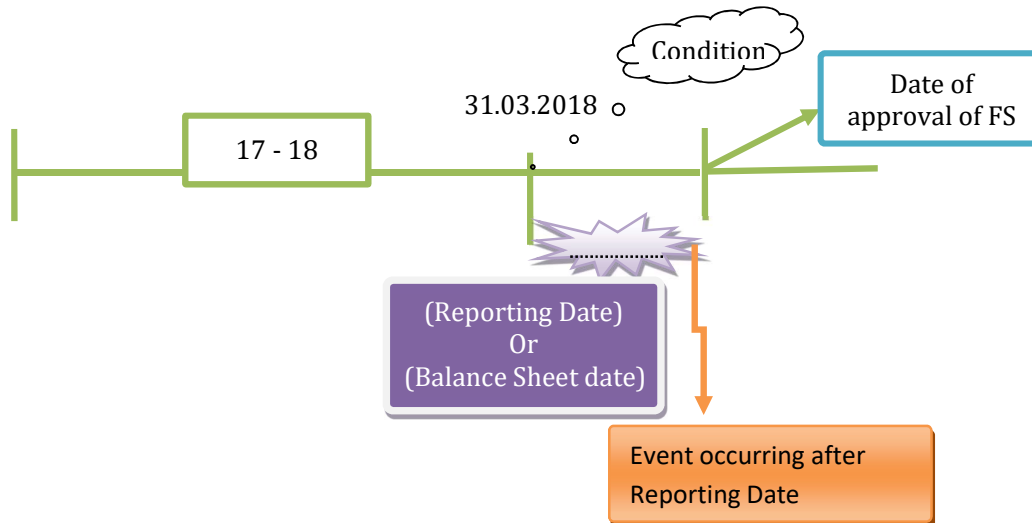 Condition
Date of
approval of FS
31.03.2018
17 - 18
(Reporting Date)
Or
(Balance Sheet date)
Event occurring after
Reporting Date